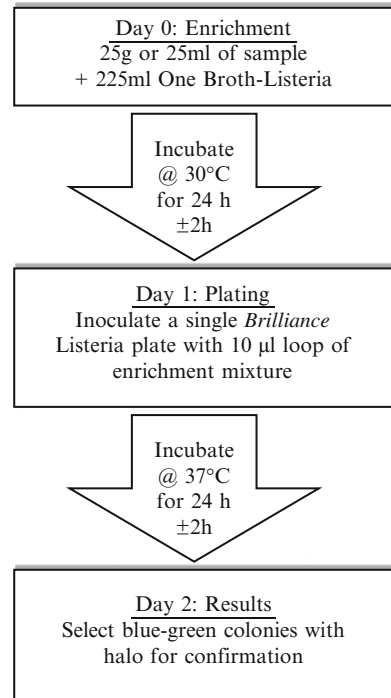 Day 0: Enrichment
25g or 25ml of sample
+ 225ml One Broth-Listeria
Incubate
@ 30°C
for 24 h
±2h
Day 1: Plating
Inoculate a single Brilliance
Listeria plate with 10 μl loop of
enrichment mixture
Incubate
@ 37°C
for 24 h
±2h
Day 2: Results
Select blue-green colonies with
halo for confirmation